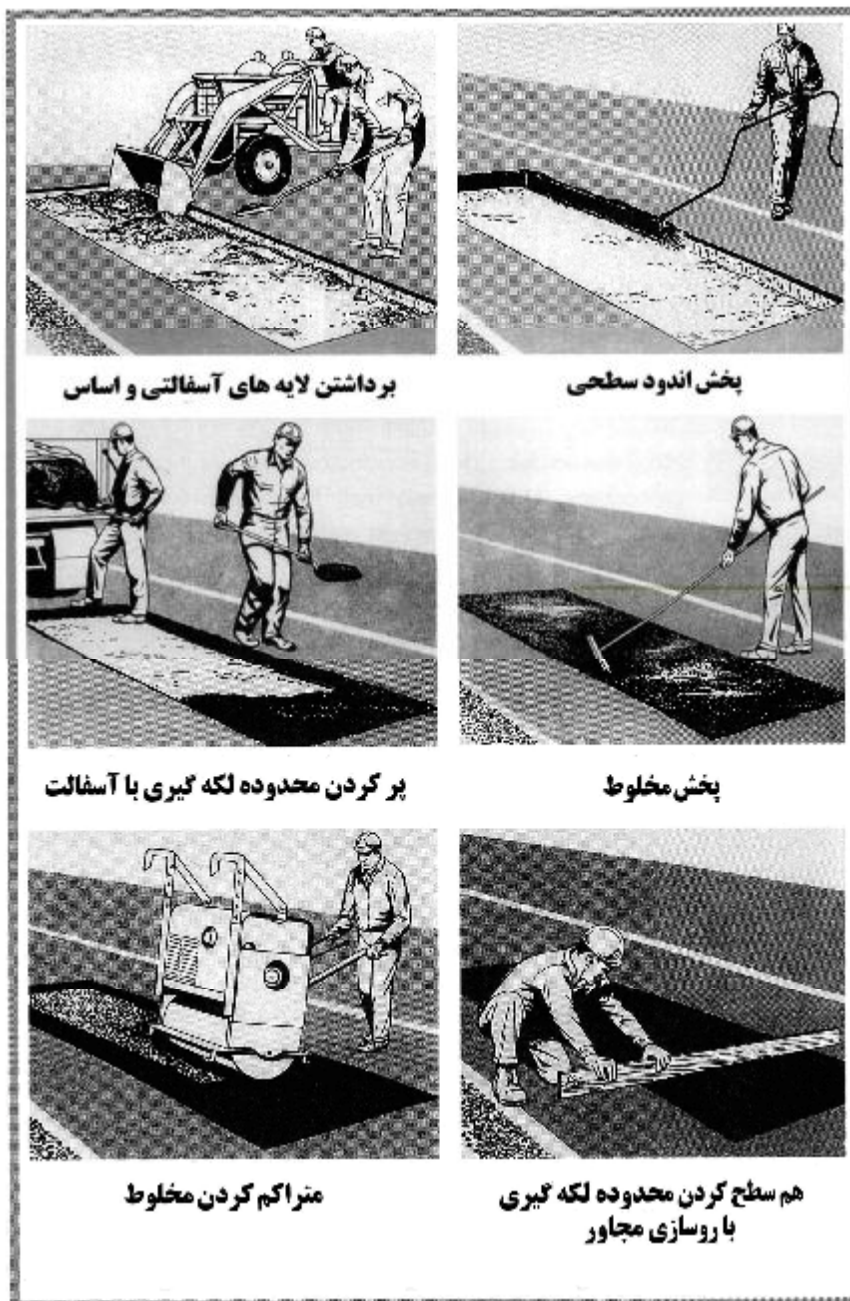 برداشتن لایه های آسفالتی و اساس
پخش اندود سطحی
پر کردن محدوده لکه گیری با آسفالت
پخش مخلوط
متراکم کردن مخلوط
هم سطح کردن محدوده لکه گیری
با روسازی مجاور